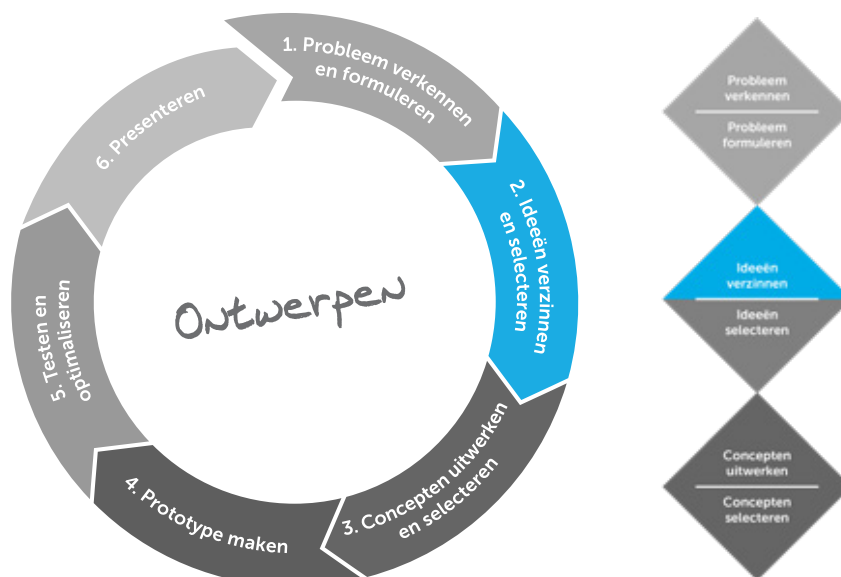 1. Probleem verkennen
en formuleren
2. Ideeën verzinnen
en selecteren
3. Concepten uitwerken
en selecteren
4. Prototype maken
5. Testen en
optimaliseren
6. Presenteren
Ontwerpen
Probleem
verkennen
Probleem
formuleren
Ideeën
verzinnen
Ideeën
selecteren
Concepten
uitwerken
Concepten
selecteren